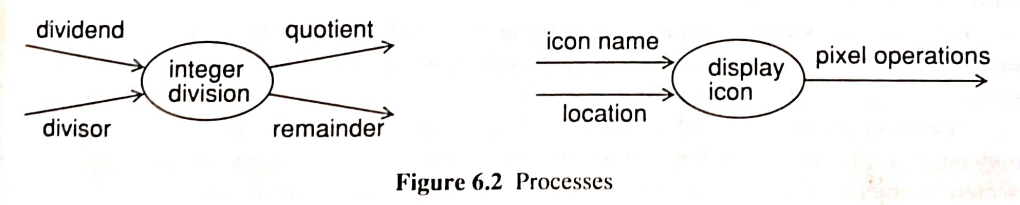 dividend
quotient
integer
division
divisor
remainder
icon name
location
display
icon
pixel operations
Figure 6.2 Processes